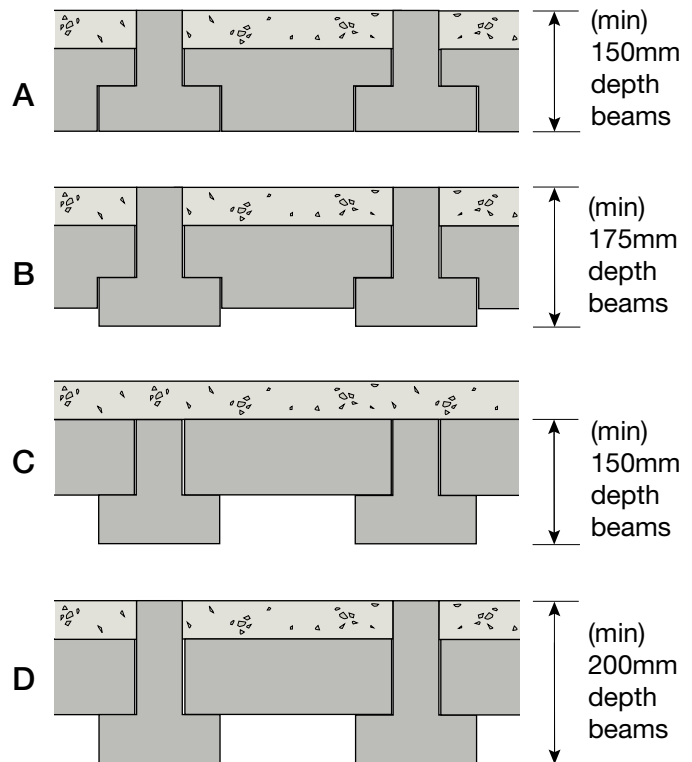 A
(min)
150mm
depth
beams
B
(min)
175mm
depth
beams
C
(min)
150mm
depth
beams
D
(min)
200mm
depth
beams